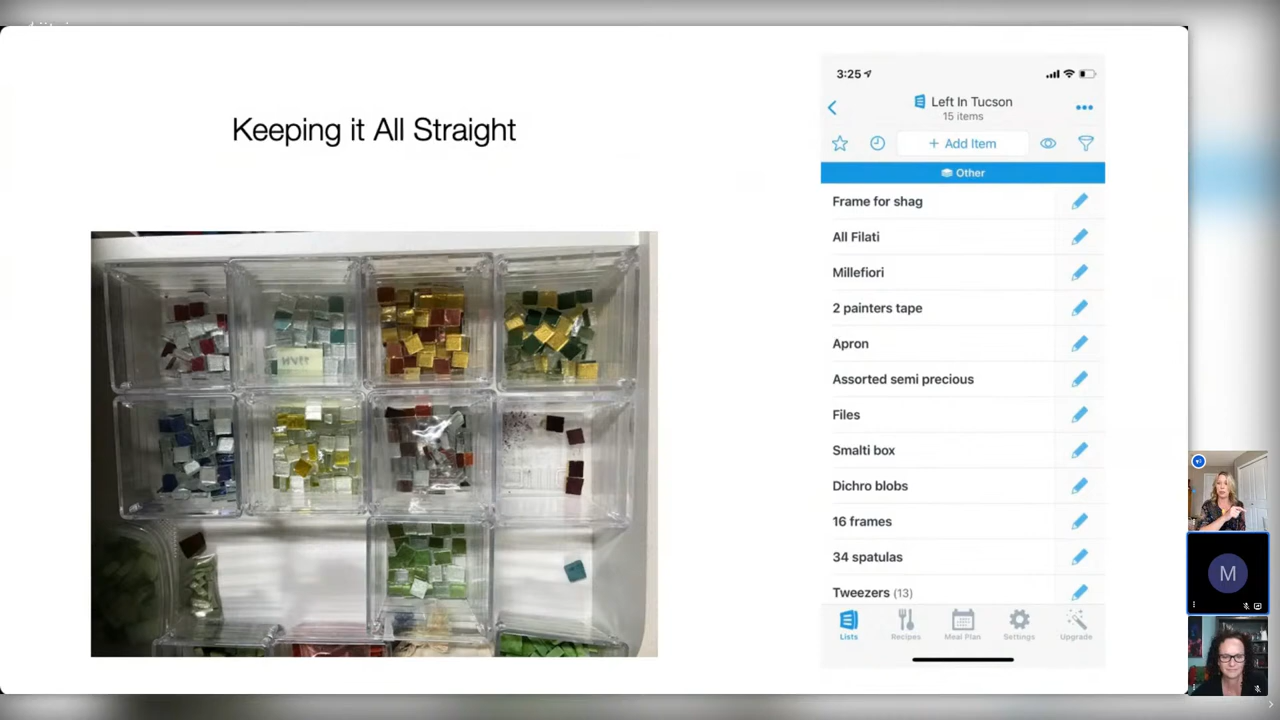 Keeping it All Straight
3:25
Left In Tucson
15 items
+ Add Item
Other
Frame for shag
All Filati
Millefiori
2 painters tape
Apron
Assorted semi precious
Files
Smalti box
Dichro blobs
16 frames
34 spatulas
Tweezers (13)
Lists
Recipes
Meal Plan
Settings
Upgrade
M